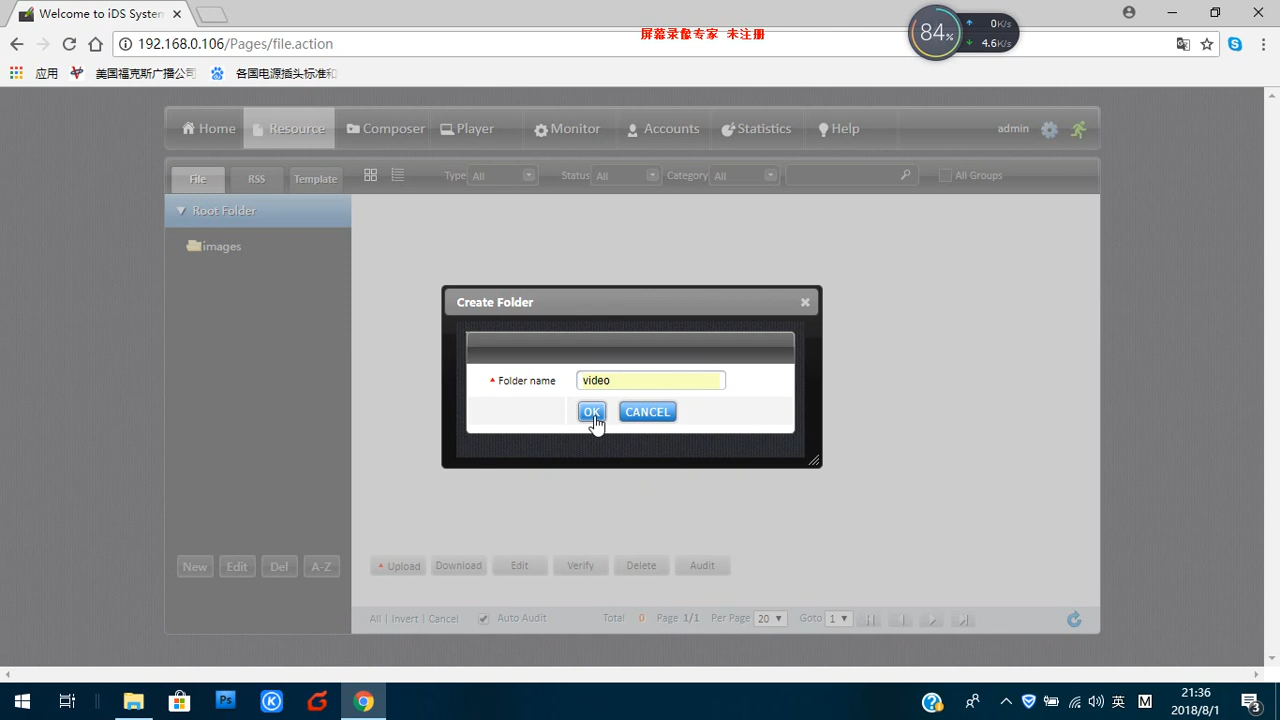 Welcome to iDS System
屏幕录像专家 未注册
84%
0K/s
4.6K/s
192.168.0.106/Pages/file.action
应用
美国福克斯广播公司
各国电源插头标准和
Home
Resource
Composer
Player
Monitor
Accounts
Statistics
Help
admin
File
RSS
Template
Type All
Status All
Category All
All Groups
Root Folder
images
Create Folder
Folder name video
OK CANCEL
New Edit Del A-Z
Upload Download Edit Verify Delete Audit
All | Invert | Cancel Auto Audit Total 0 Page 1/1 Per Page 20 Goto 1
Ps
K
英
M
21:36
2018/8/1
3